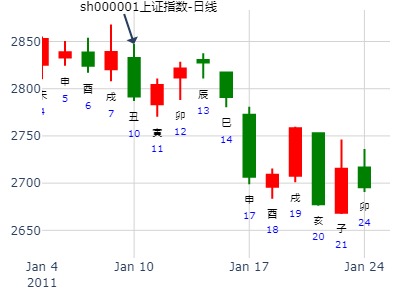 sh000001上证指数-日线
2850
2800
2750
2700
2650
未
4
申
5
酉
6
戌
7
丑
10
寅
11
卯
12
辰
13
巳
14
申
17
酉
18
戌
19
亥
20
子
21
卯
24
Jan 4
2011
Jan 10
Jan 17
Jan 24